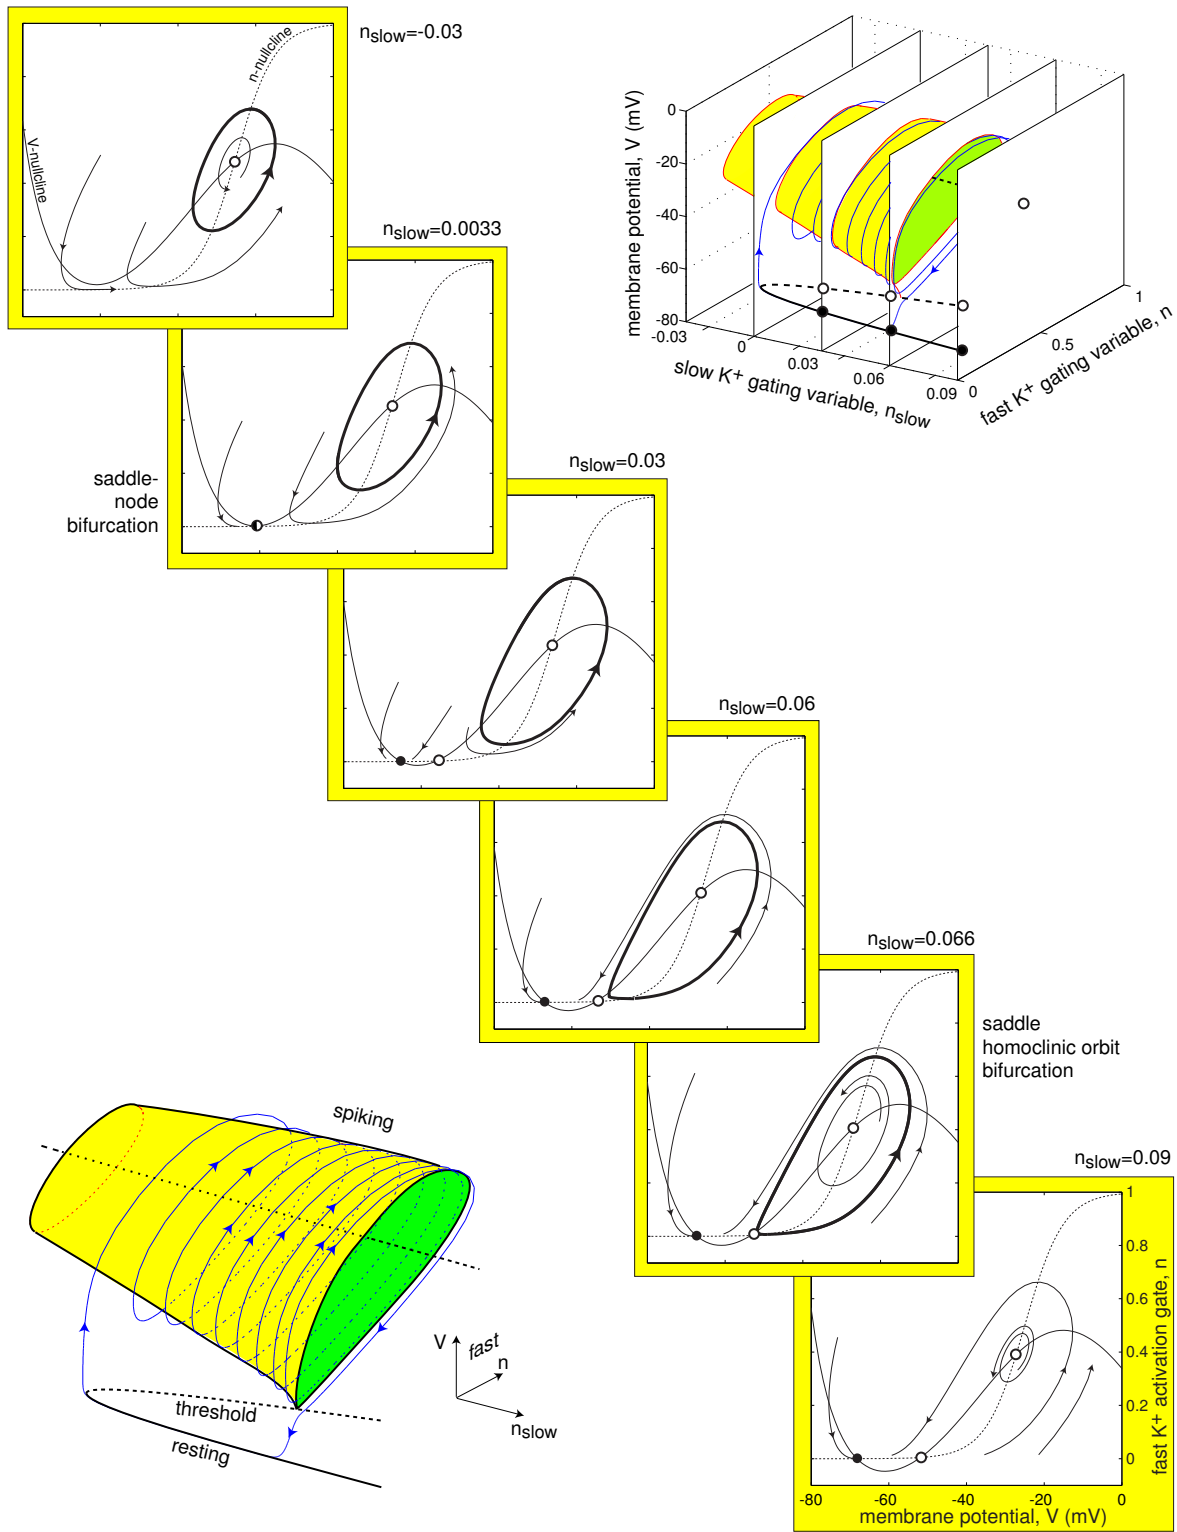 nslow=-0.03
n-nullcline
V-nullcline
nslow=0.0033
saddle-
node
bifurcation
nslow=0.03
nslow=0.06
nslow=0.066
saddle
homoclinic orbit
bifurcation
nslow=0.09
1
0.8
0.6
0.4
0.2
0
fast K+ activation gate, n
-80
-60
-40
-20
0
membrane potential, V (mV)
0
-20
-40
-60
-80
membrane potential, V (mV)
-0.03
0
0.03
0.06
0.09
slow K+ gating variable, nslow
0
0.5
1
fast K+ gating variable, n
spiking
threshold
resting
V
fast
n
nslow